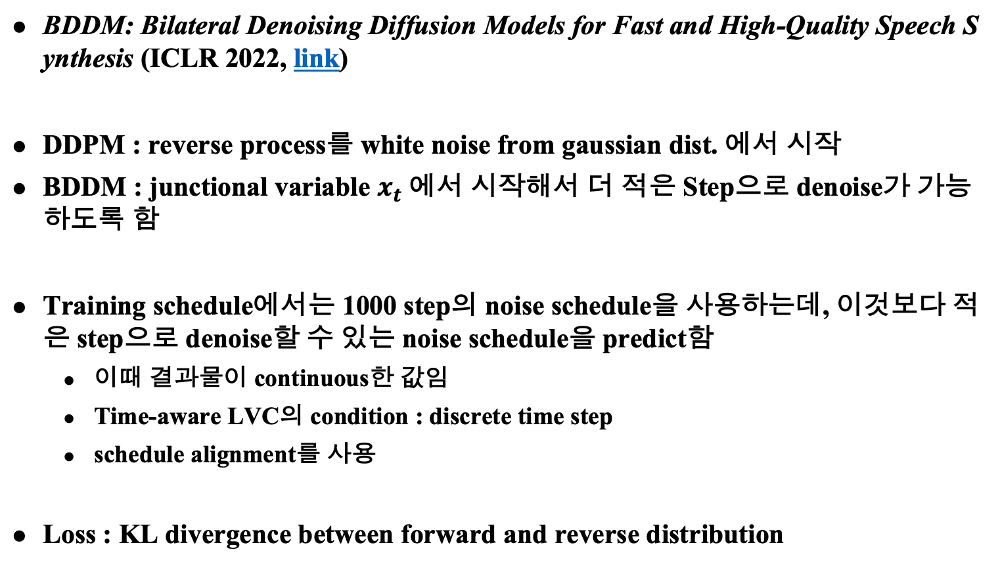 • BDDM: Bilateral Denoising Diffusion Models for Fast and High-Quality Speech S
ynthesis (ICLR 2022, link)
• DDPM : reverse process를 white noise from gaussian dist. 에서 시작
• BDDM : junctional variable xₜ 에서 시작해서 더 적은 Step으로 denoise가 가능
하도록 함
• Training schedule에서는 1000 step의 noise schedule을 사용하는데, 이것보다 적
은 step으로 denoise할 수 있는 noise schedule을 predict함
• 이때 결과물이 continuous한 값임
• Time-aware LVC의 condition : discrete time step
• schedule alignment를 사용
• Loss : KL divergence between forward and reverse distribution